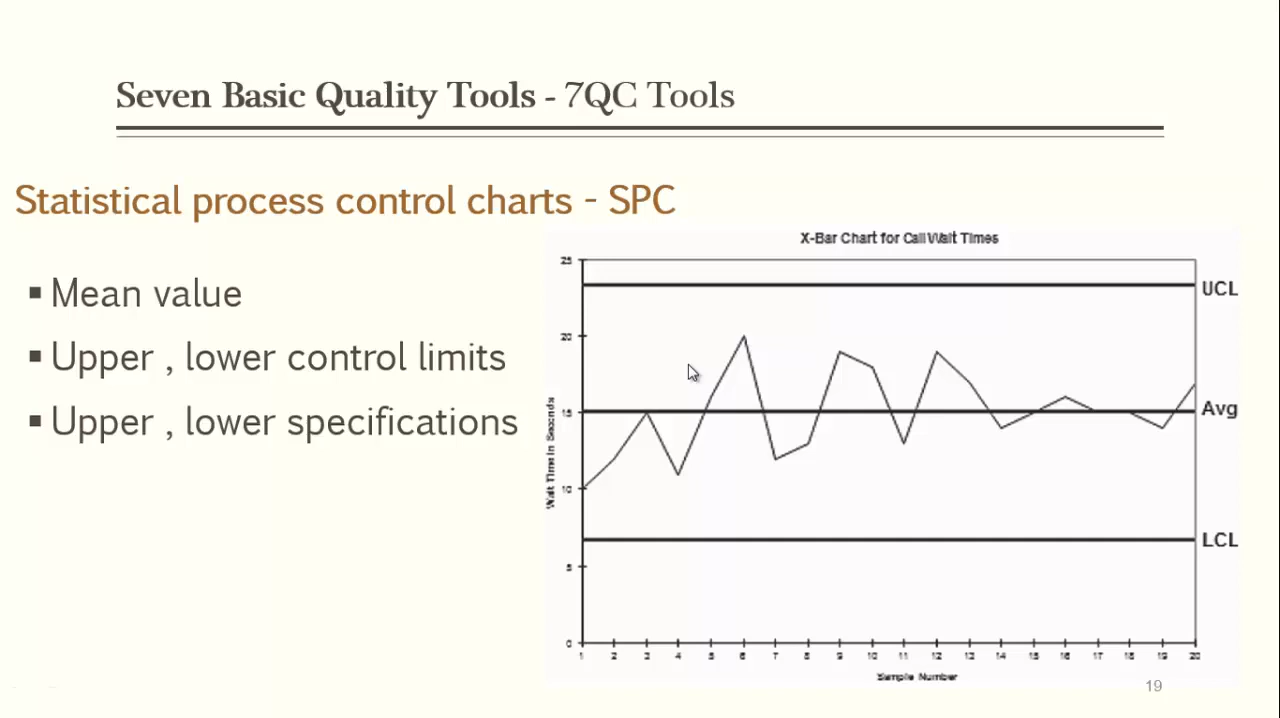 Seven Basic Quality Tools - 7QC Tools
Statistical process control charts - SPC
▪ Mean value
▪ Upper , lower control limits
▪ Upper , lower specifications
X-Bar Chart for Call Wait Times
25
20
15
10
5
0
Wait Time in Seconds
UCL
Avg
LCL
1 2 3 4 5 6 7 8 9 10 11 12 13 14 15 16 17 18 19 20
Sample Number
19